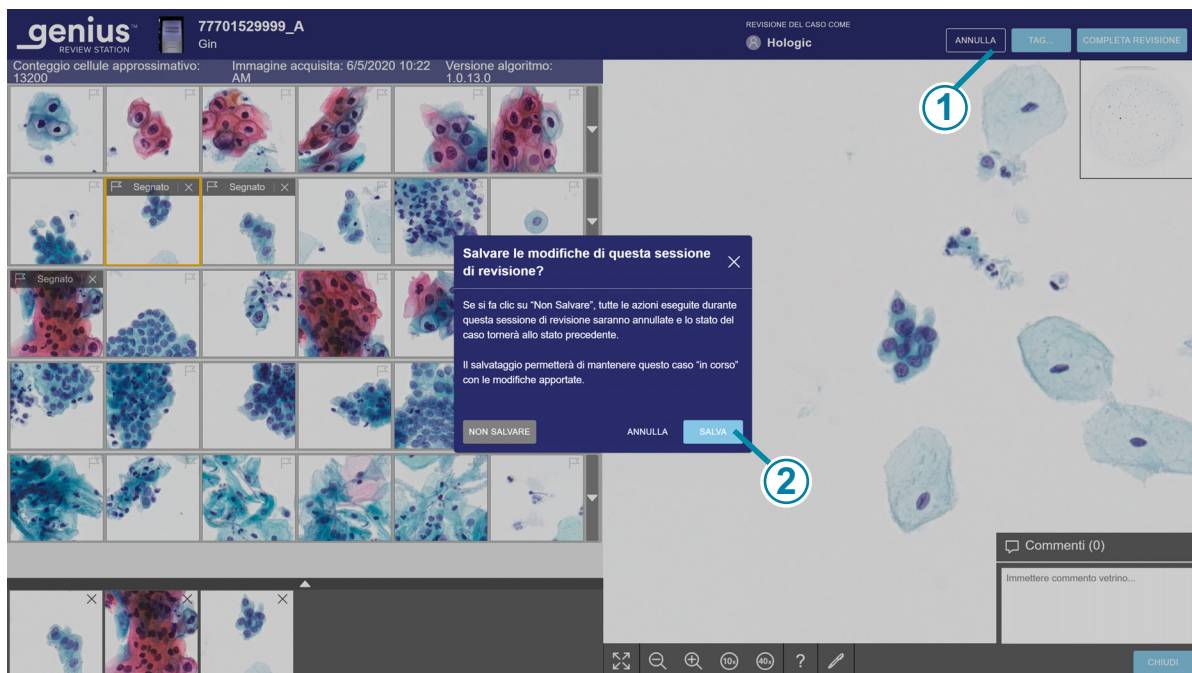 genius™
REVIEW STATION
77701529999_A
Gin
REVISIONE DEL CASO COME
Hologic
ANNULLA
TAG...
COMPLETA REVISIONE
1
Conteggio cellule approssimativo:
13200
Immagine acquisita: 6/5/2020 10:22
AM
Versione algoritmo:
1.0.13.0
Segnato
Segnato
Segnato
Salvare le modifiche di questa sessione
di revisione?
Se si fa clic su "Non Salvare", tutte le azioni eseguite durante
questa sessione di revisione saranno annullate e lo stato del
caso tornerà allo stato precedente.
Il salvataggio permetterà di mantenere questo caso "in corso"
con le modifiche apportate.
NON SALVARE
ANNULLA
SALVA
2
Commenti (0)
Immettere commento vetrino...
10x
40x
?
CHIUDI